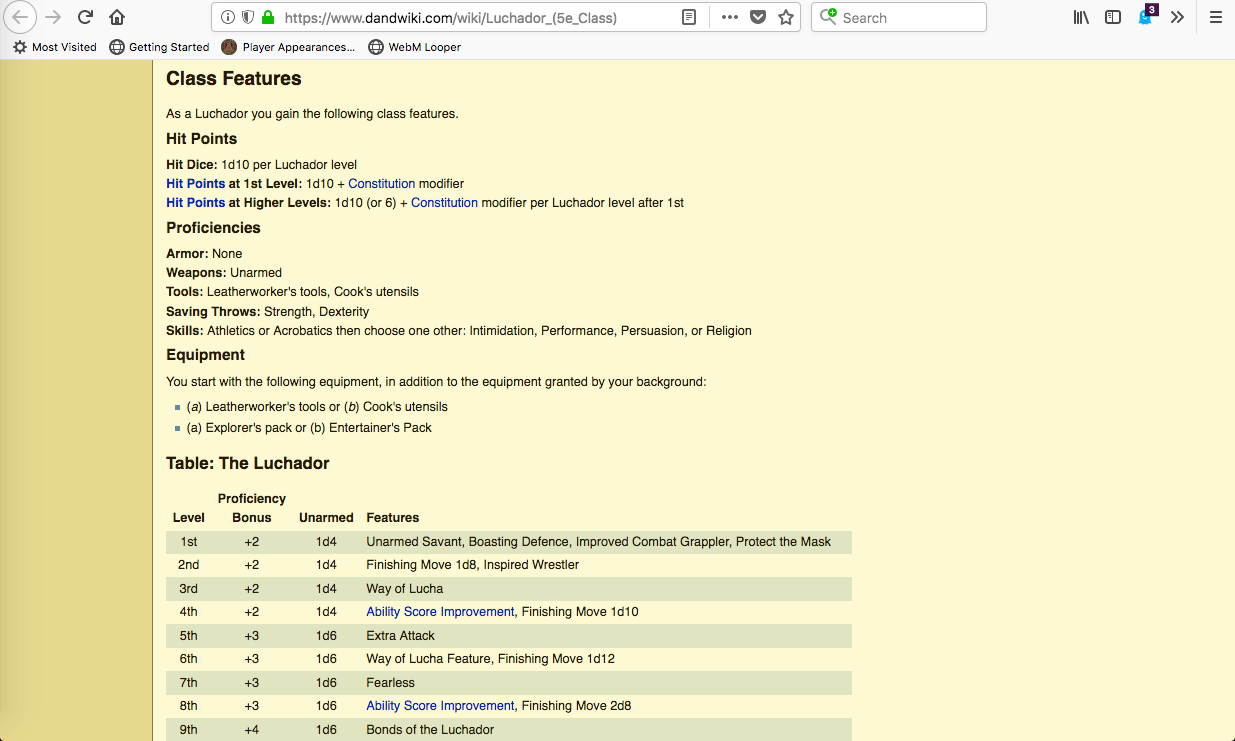 https://www.dandwiki.com/wiki/Luchador_(5e_Class)
Search
3
Most Visited
Getting Started
Player Appearances...
WebM Looper
Class Features
As a Luchador you gain the following class features.
Hit Points
Hit Dice: 1d10 per Luchador level
Hit Points at 1st Level: 1d10 + Constitution modifier
Hit Points at Higher Levels: 1d10 (or 6) + Constitution modifier per Luchador level after 1st
Proficiencies
Armor: None
Weapons: Unarmed
Tools: Leatherworker's tools, Cook's utensils
Saving Throws: Strength, Dexterity
Skills: Athletics or Acrobatics then choose one other: Intimidation, Performance, Persuasion, or Religion
Equipment
You start with the following equipment, in addition to the equipment granted by your background:
(a) Leatherworker's tools or (b) Cook's utensils
(a) Explorer's pack or (b) Entertainer's Pack
Table: The Luchador
Proficiency
Level Bonus Unarmed Features
1st +2 1d4 Unarmed Savant, Boasting Defence, Improved Combat Grappler, Protect the Mask
2nd +2 1d4 Finishing Move 1d8, Inspired Wrestler
3rd +2 1d4 Way of Lucha
4th +2 1d4 Ability Score Improvement, Finishing Move 1d10
5th +3 1d6 Extra Attack
6th +3 1d6 Way of Lucha Feature, Finishing Move 1d12
7th +3 1d6 Fearless
8th +3 1d6 Ability Score Improvement, Finishing Move 2d8
9th +4 1d6 Bonds of the Luchador